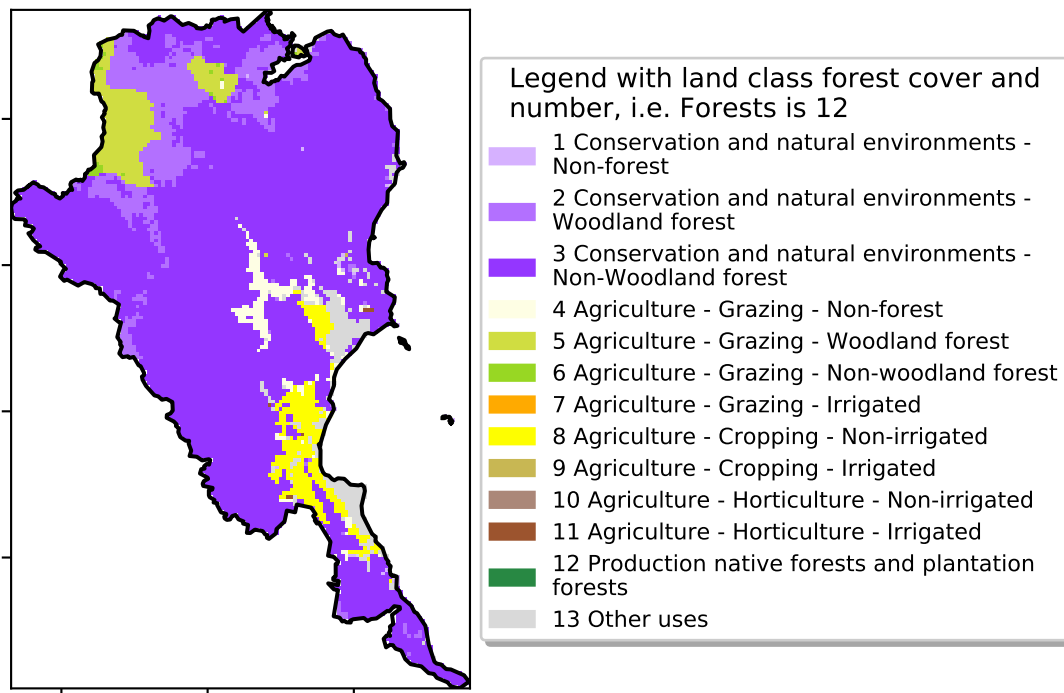 Legend with land class forest cover and
number, i.e. Forests is 12
1 Conservation and natural environments -
Non-forest
2 Conservation and natural environments -
Woodland forest
3 Conservation and natural environments -
Non-Woodland forest
4 Agriculture - Grazing - Non-forest
5 Agriculture - Grazing - Woodland forest
6 Agriculture - Grazing - Non-woodland forest
7 Agriculture - Grazing - Irrigated
8 Agriculture - Cropping - Non-irrigated
9 Agriculture - Cropping - Irrigated
10 Agriculture - Horticulture - Non-irrigated
11 Agriculture - Horticulture - Irrigated
12 Production native forests and plantation
forests
13 Other uses